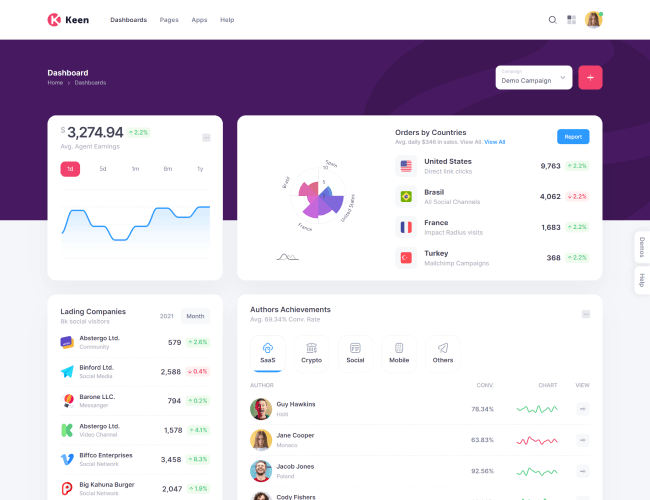 Keen
Dashboards Pages Apps Help
Dashboard
Home > Dashboards
Campaign
Demo Campaign
$3,274.94 2.2%
Avg. Agent Earnings
1d 5d 1m 6m 1y
Spain
10
5
Brasil
United States
France
Orders by Countries
Avg. daily $346 in sales. View All. View All
Report
United States
Direct link clicks
9,763 2.2%
Brasil
All Social Channels
4,062 2.2%
France
Impact Radius visits
1,683 2.2%
Turkey
Mailchimp Campaigns
368 2.2%
Demos
Help
Lading Companies
8k social visitors
2021 Month
Abstergo Ltd.
Community
579 2.6%
Binford Ltd.
Social Media
2,588 0.4%
Barone LLC.
Messanger
794 0.2%
Abstergo Ltd.
Video Channel
1,578 4.1%
Biffco Enterprises
Social Network
3,458 8.3%
Big Kahuna Burger
Social Network
2,047 1.9%
Authors Achievements
Avg. 69.34% Conv. Rate
SaaS Crypto Social Mobile Others
AUTHOR CONV. CHART VIEW
Guy Hawkins
Haiti
78.34%
Jane Cooper
Monaco
63.83%
Jacob Jones
Poland
92.56%
Cody Fishers